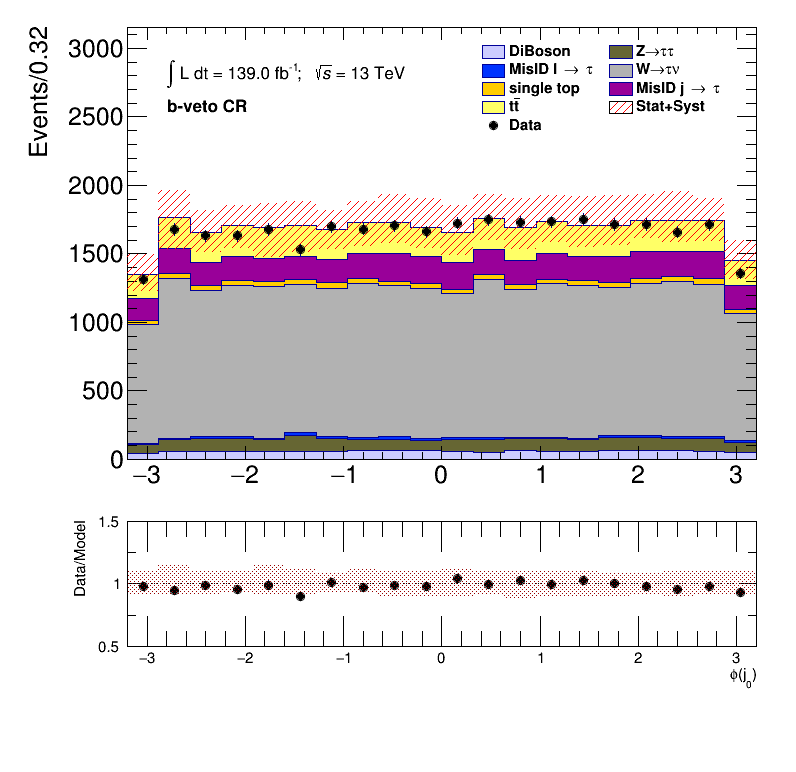 Events/0.32
3000
2500
2000
1500
1000
500
0
∫ L dt = 139.0 fb⁻¹; √s = 13 TeV
b-veto CR
DiBoson
Z→ττ
MisID l → τ
W→τν
single top
MisID j → τ
tt̄
Stat+Syst
Data
−3 −2 −1 0 1 2 3
Data/Model
1.5
1
0.5
−3 −2 −1 0 1 2 3
ϕ(j₀)